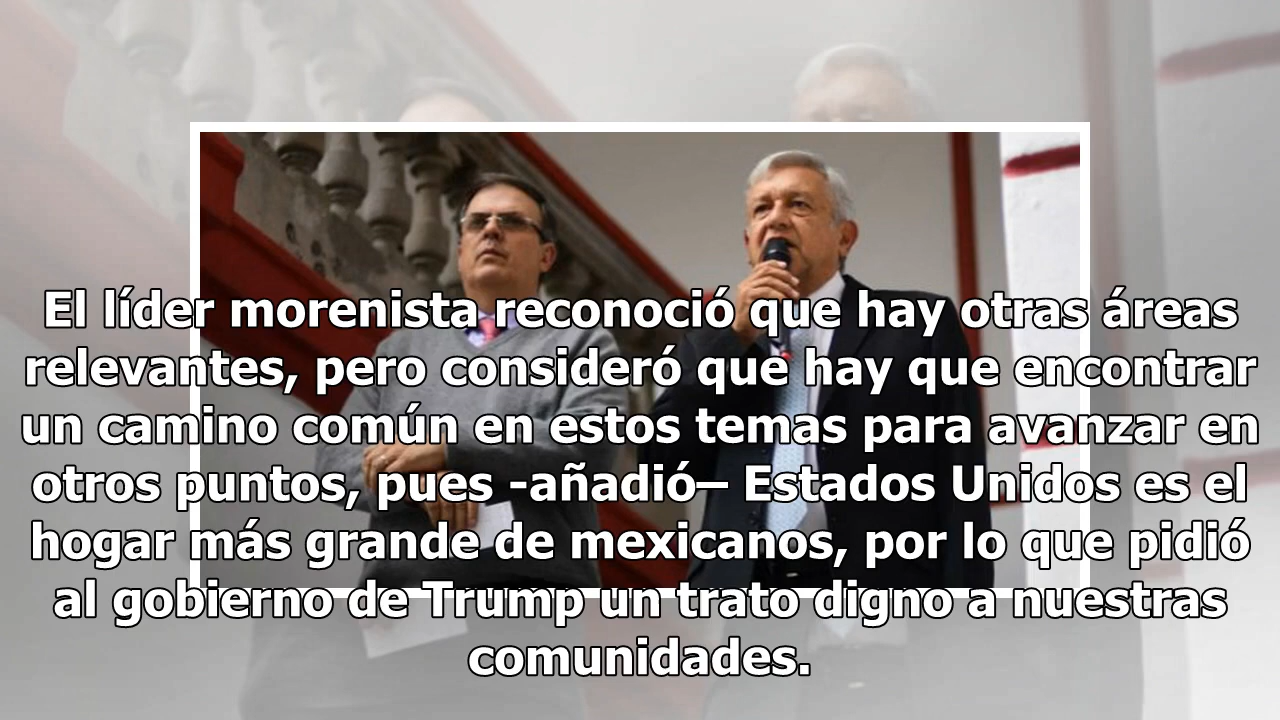 El líder morenista reconoció que hay otras áreas
relevantes, pero consideró que hay que encontrar
un camino común en estos temas para avanzar en
otros puntos, pues -añadió– Estados Unidos es el
hogar más grande de mexicanos, por lo que pidió
al gobierno de Trump un trato digno a nuestras
comunidades.